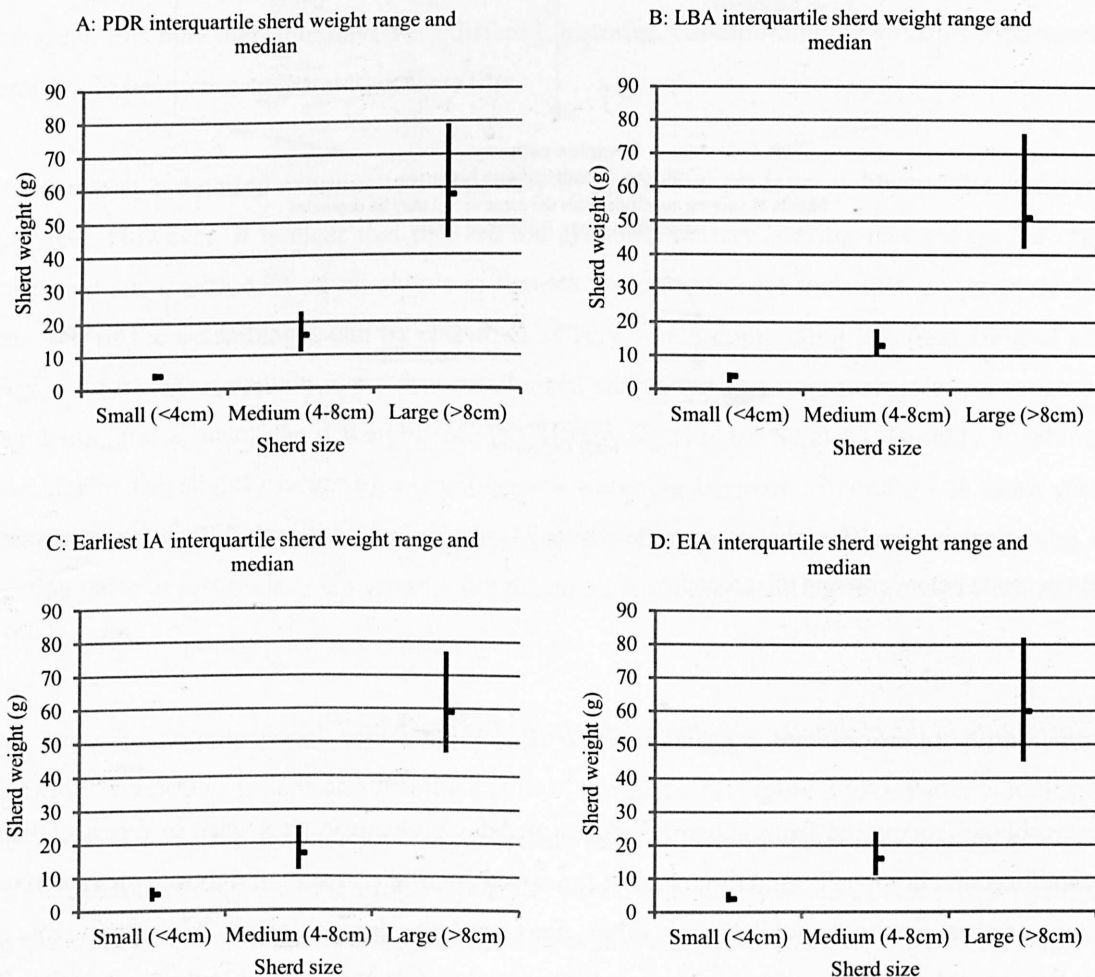 A: PDR interquartile sherd weight range and
median
Sherd weight (g)
90
80
70
60
50
40
30
20
10
0
Small (<4cm) Medium (4-8cm) Large (>8cm)
Sherd size
B: LBA interquartile sherd weight range and
median
Sherd weight (g)
90
80
70
60
50
40
30
20
10
0
Small (<4cm) Medium (4-8cm) Large (>8cm)
Sherd size
C: Earliest IA interquartile sherd weight range and
median
Sherd weight (g)
90
80
70
60
50
40
30
20
10
0
Small (<4cm) Medium (4-8cm) Large (>8cm)
Sherd size
D: EIA interquartile sherd weight range and
median
Sherd weight (g)
90
80
70
60
50
40
30
20
10
0
Small (<4cm) Medium (4-8cm) Large (>8cm)
Sherd size